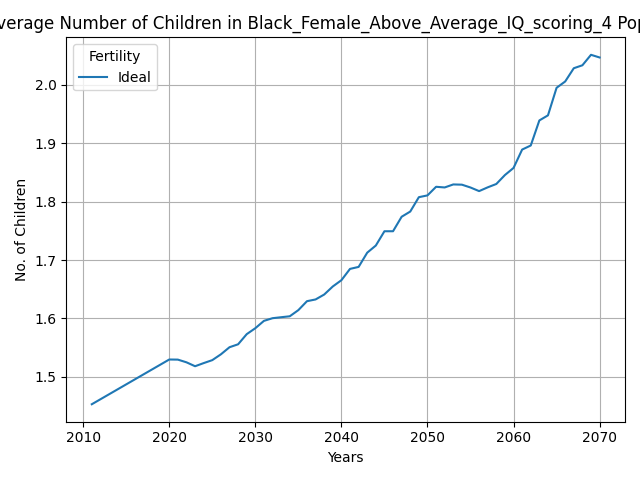 verage Number of Children in Black_Female_Above_Average_IQ_scoring_4 Pop
Fertility
Ideal
2.0
1.9
1.8
1.7
1.6
1.5
No. of Children
2010 2020 2030 2040 2050 2060 2070
Years